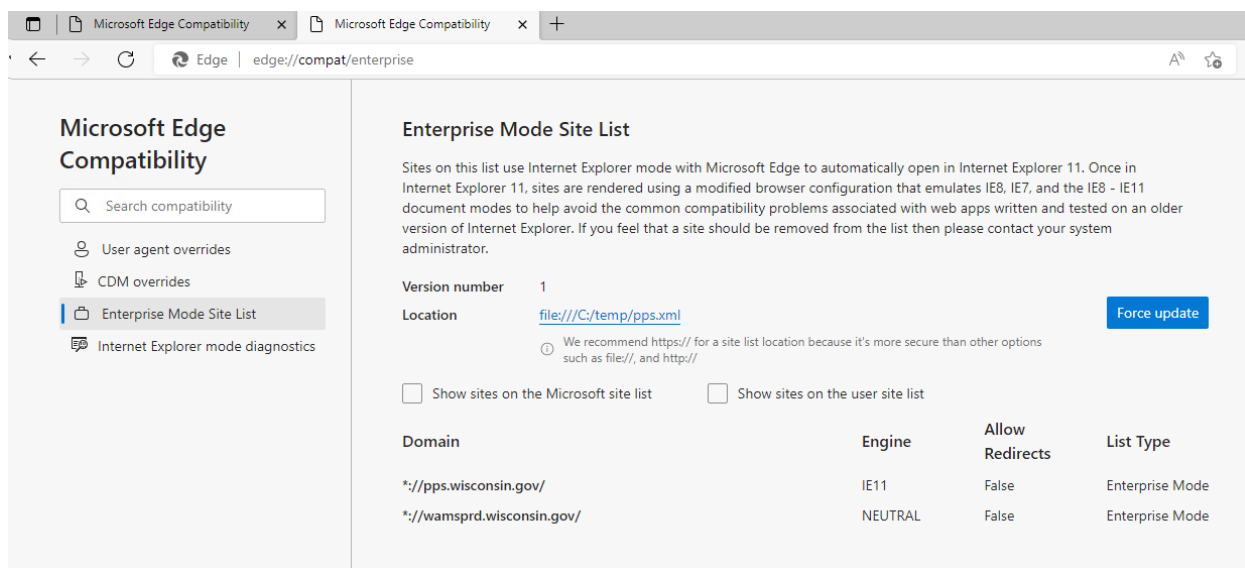 Microsoft Edge Compatibility
Microsoft Edge Compatibility
Edge | edge://compat/enterprise
Microsoft Edge
Compatibility
Search compatibility
User agent overrides
CDM overrides
Enterprise Mode Site List
Internet Explorer mode diagnostics
Enterprise Mode Site List
Sites on this list use Internet Explorer mode with Microsoft Edge to automatically open in Internet Explorer 11. Once in
Internet Explorer 11, sites are rendered using a modified browser configuration that emulates IE8, IE7, and the IE8 - IE11
document modes to help avoid the common compatibility problems associated with web apps written and tested on an older
version of Internet Explorer. If you feel that a site should be removed from the list then please contact your system
administrator.
Version number 1
Location file:///C:/temp/pps.xml Force update
We recommend https:// for a site list location because it's more secure than other options
such as file://, and http://
Show sites on the Microsoft site list Show sites on the user site list
Domain Engine Allow Redirects List Type
*://pps.wisconsin.gov/ IE11 False Enterprise Mode
*://wamsprd.wisconsin.gov/ NEUTRAL False Enterprise Mode